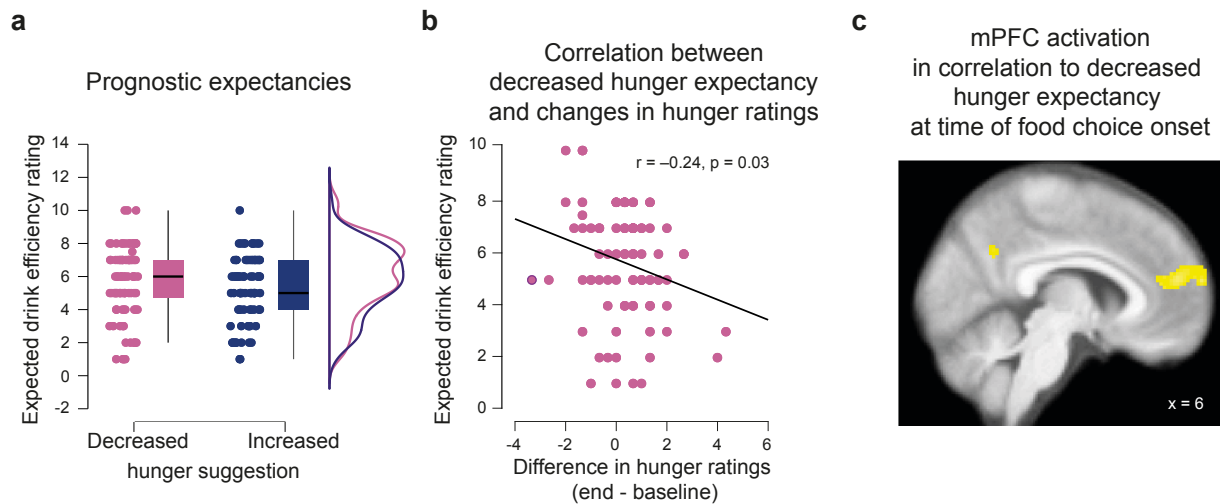 a
Prognostic expectancies
Expected drink efficiency rating
14
12
10
8
6
4
2
0
-2
Decreased
Increased
hunger suggestion
b
Correlation between
decreased hunger expectancy
and changes in hunger ratings
r = –0.24, p = 0.03
Expected drink efficiency rating
10
8
6
4
2
0
-4
-2
0
2
4
6
Difference in hunger ratings
(end - baseline)
c
mPFC activation
in correlation to decreased
hunger expectancy
at time of food choice onset
x = 6